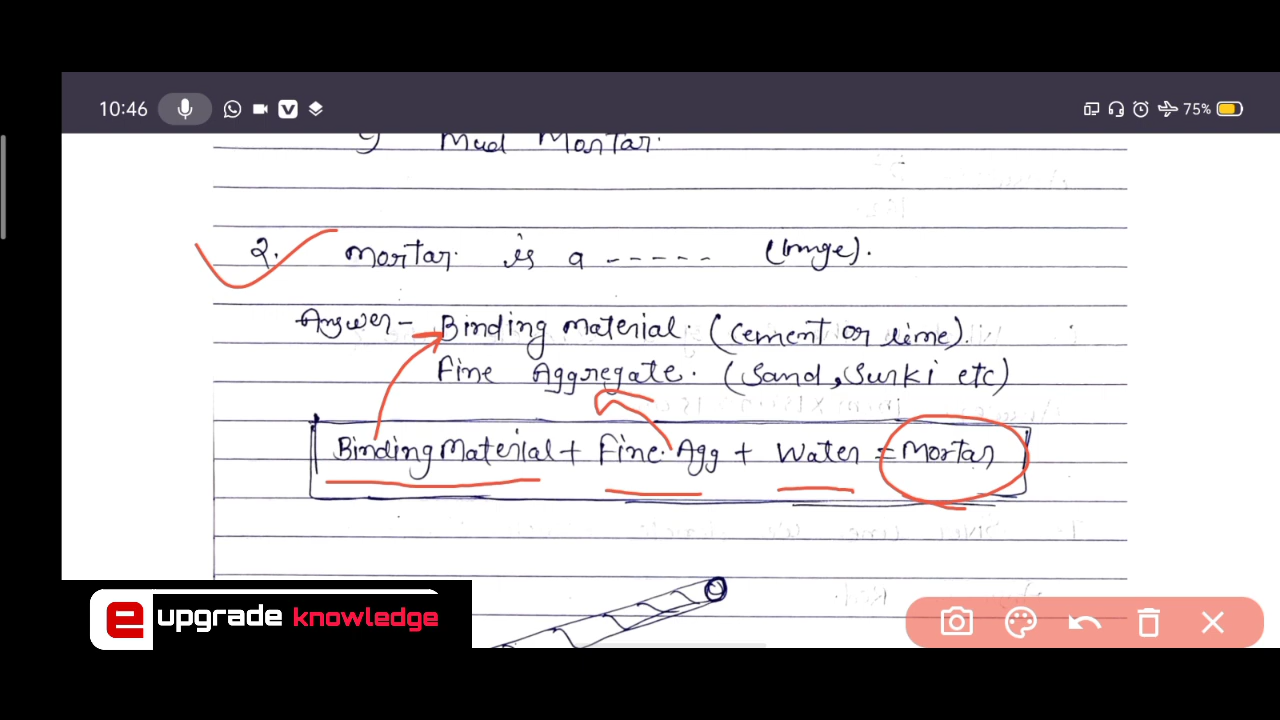 10:46
75%
Mud Mortar.
2. Mortar. is a ----- (Imge).
Answer- Binding Material. (Cement or lime).
Fine Aggregate. (Sand, Surki etc)
Binding Material + Fine. Agg + Water = Mortar
e upgrade knowledge